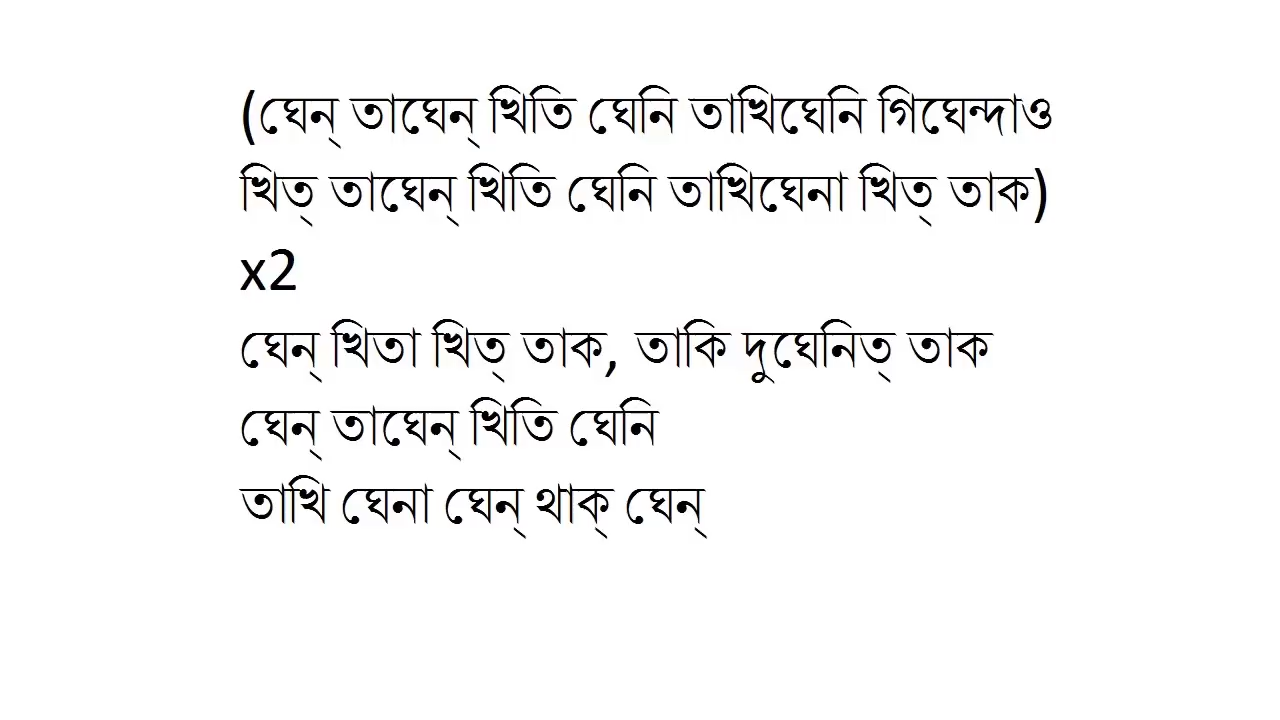 (ঘেন্ তাঘেন্ খিতি ঘেনি তাখিঘেনি গিঘেন্দাও
খিত্ তাঘেন্ খিতি ঘেনি তাখিঘেনা খিত্ তাক)
x2
ঘেন্ খিতা খিত্ তাক, তাকি দুঘেনিত্ তাক
ঘেন্ তাঘেন্ খিতি ঘেনি
তাখি ঘেনা ঘেন্ থাক্ ঘেন্